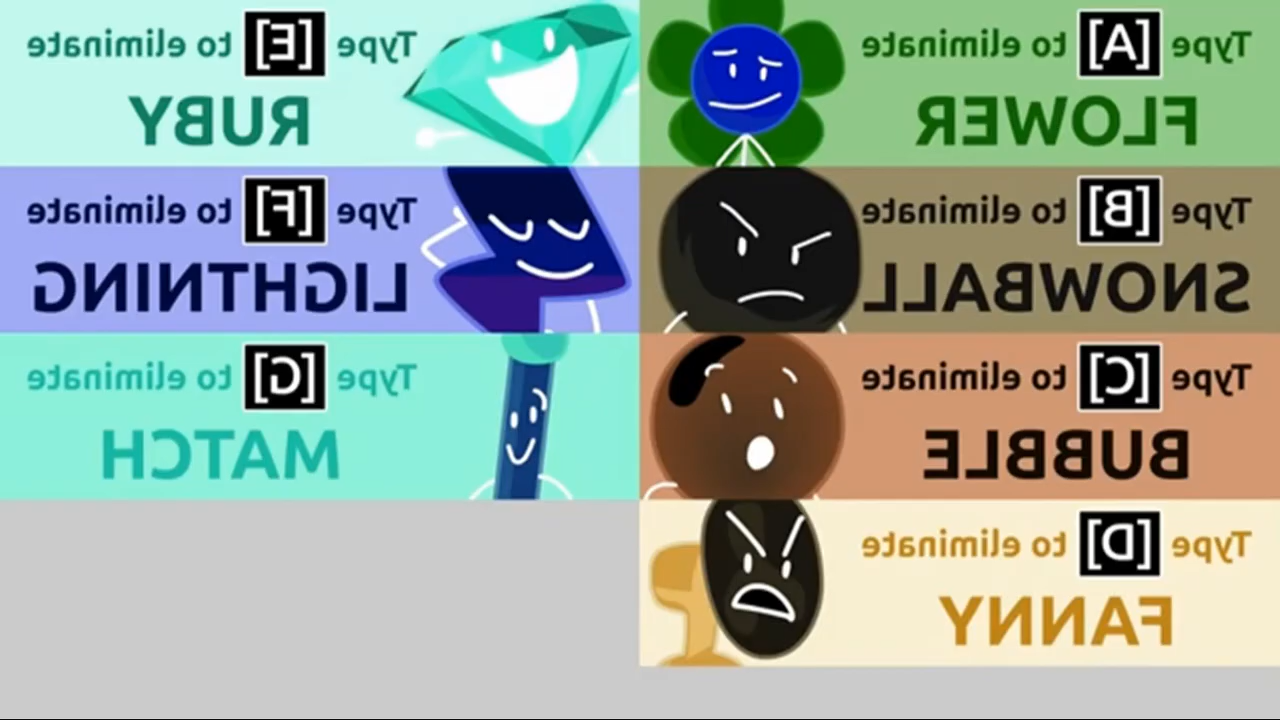 Type [A] to eliminate
FLOWER
Type [B] to eliminate
SNOWBALL
Type [C] to eliminate
BUBBLE
Type [D] to eliminate
FANNY
Type [E] to eliminate
RUBY
Type [F] to eliminate
LIGHTNING
Type [G] to eliminate
MATCH